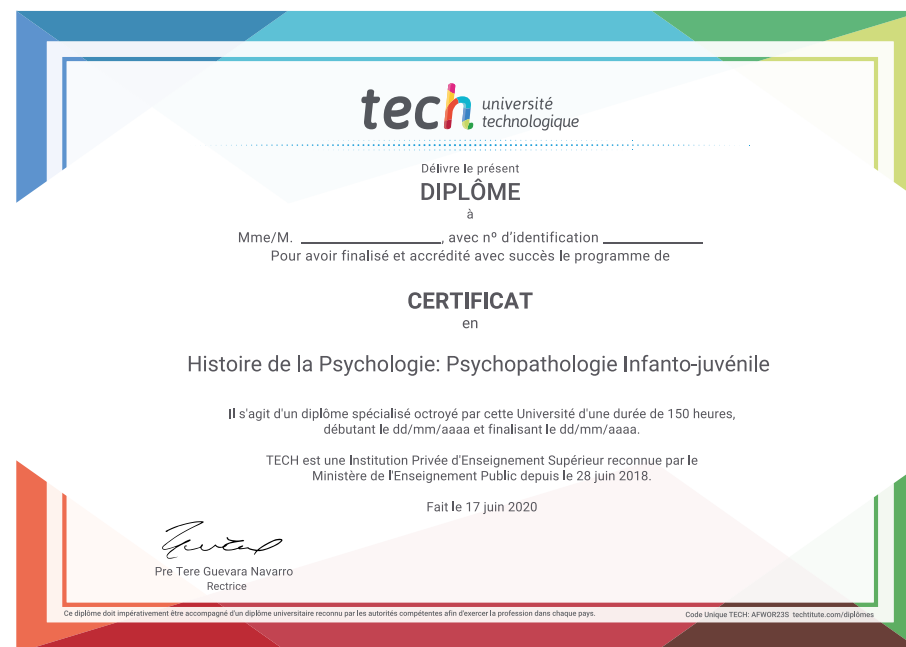 tech université
technologique
Délivre le présent
DIPLÔME
à
Mme/M. ____________________, avec nº d'identification ______________
Pour avoir finalisé et accrédité avec succès le programme de
CERTIFICAT
en
Histoire de la Psychologie: Psychopathologie Infanto-juvénile
Il s'agit d'un diplôme spécialisé octroyé par cette Université d'une durée de 150 heures,
débutant le dd/mm/aaaa et finalisant le dd/mm/aaaa.
TECH est une Institution Privée d'Enseignement Supérieur reconnue par le
Ministère de l'Enseignement Public depuis le 28 juin 2018.
Fait le 17 juin 2020
Pre Tere Guevara Navarro
Rectrice
Ce diplôme doit impérativement être accompagné d'un diplôme universitaire reconnu par les autorités compétentes afin d'exercer la profession dans chaque pays.
Code Unique TECH: AFWOR23S techtitute.com/diplômes